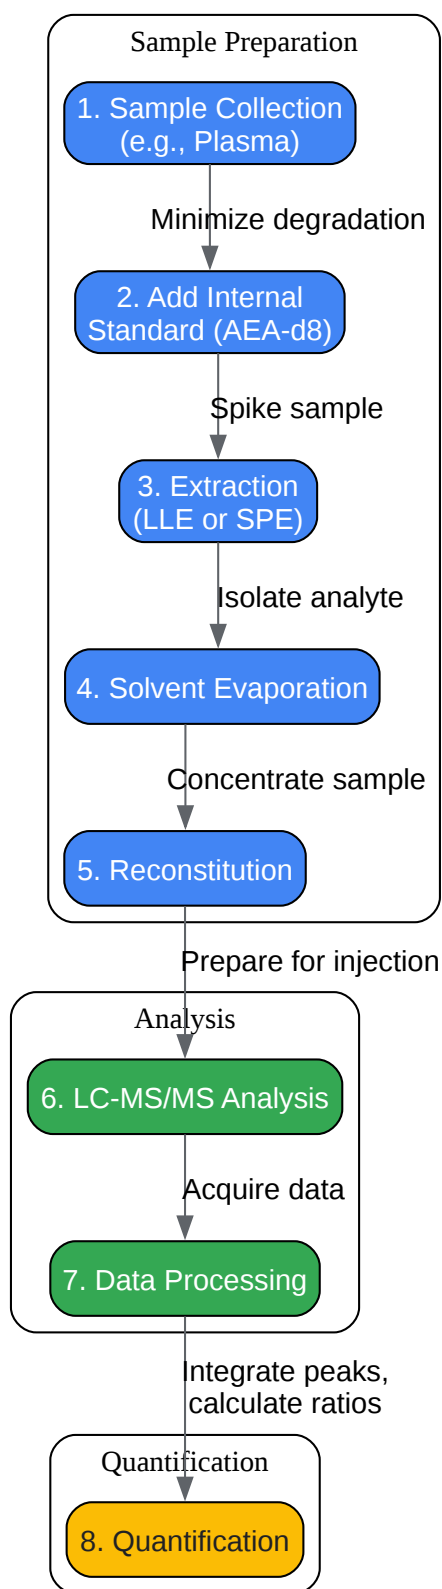 Sample Preparation
1. Sample Collection
(e.g., Plasma)
Minimize degradation
2. Add Internal
Standard (AEA-d8)
Spike sample
3. Extraction
(LLE or SPE)
Isolate analyte
4. Solvent Evaporation
Concentrate sample
5. Reconstitution
Prepare for injection
Analysis
6. LC-MS/MS Analysis
Acquire data
7. Data Processing
Integrate peaks,
calculate ratios
Quantification
8. Quantification